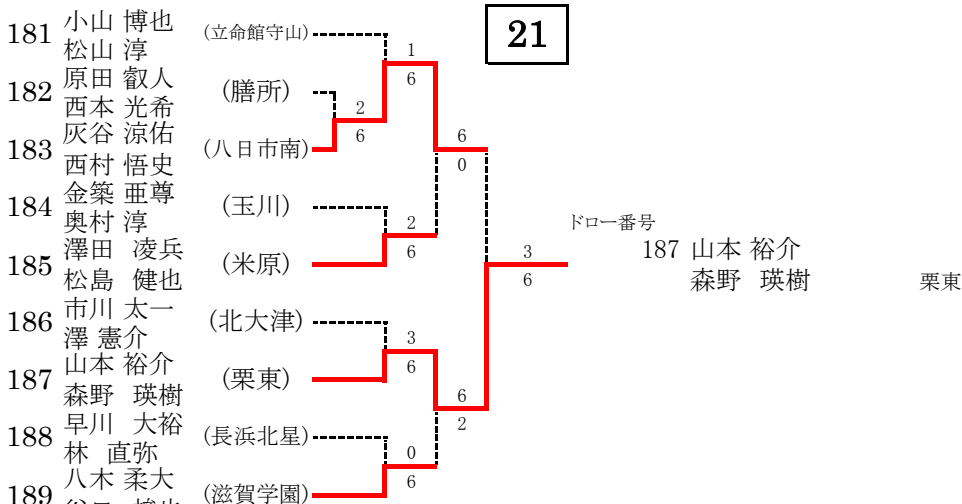 21
181 小山 博也 (立命館守山)
松山 淳
1
6
182 原田 叡人 (膳所)
西本 光希
2
6
183 灰谷 涼佑 (八日市南)
西村 悟史
6
0
184 金築 亜尊 (玉川)
奥村 淳
2
6
185 澤田 凌兵 (米原)
松島 健也
3
6
ドロー番号
187 山本 裕介
森野 瑛樹 栗東
186 市川 太一 (北大津)
澤 憲介
3
6
187 山本 裕介 (栗東)
森野 瑛樹
6
2
188 早川 大裕 (長浜北星)
林 直弥
0
6
189 八木 柔大 (滋賀学園)